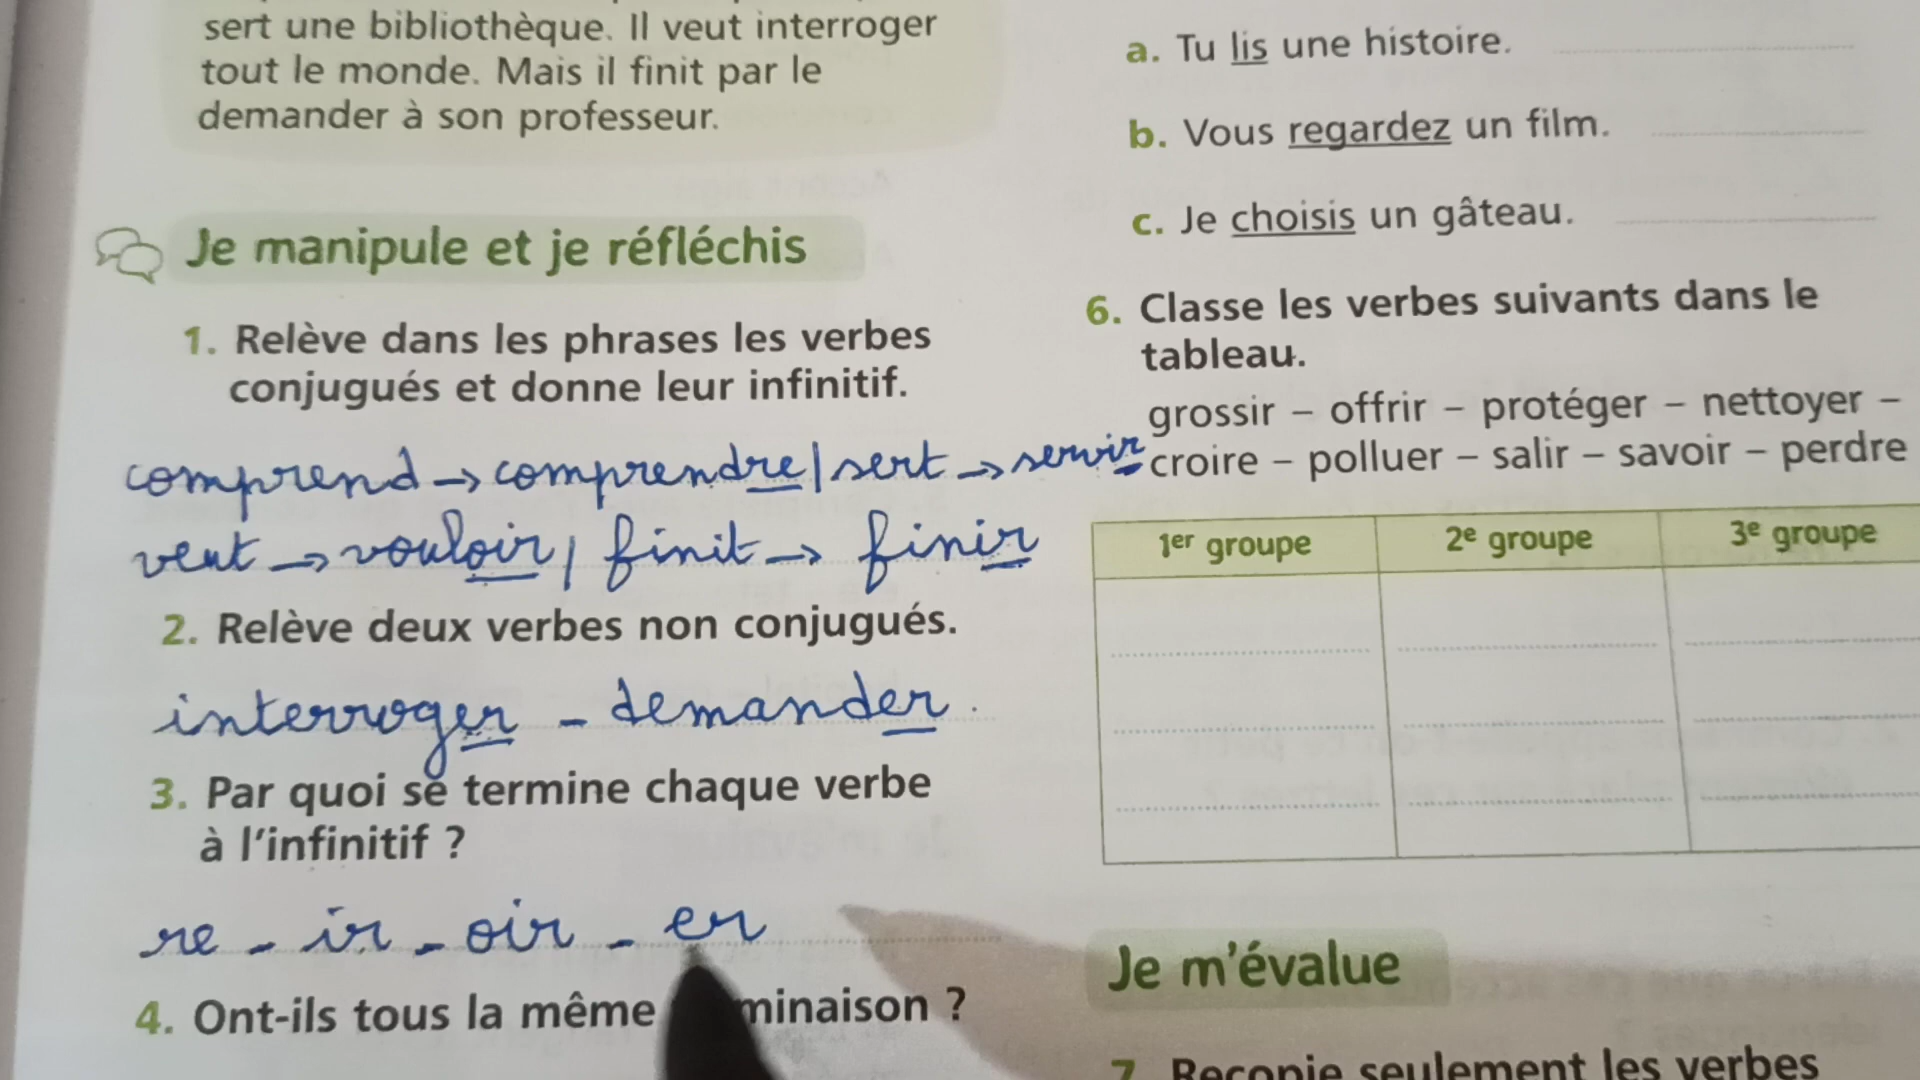 sert une bibliothèque. Il veut interroger
tout le monde. Mais il finit par le
demander à son professeur.
Je manipule et je réfléchis
1. Relève dans les phrases les verbes
conjugués et donne leur infinitif.
comprend → comprendre / sert → servir
veut → vouloir / finit → finir
2. Relève deux verbes non conjugués.
interroger - demander.
3. Par quoi se termine chaque verbe
à l'infinitif ?
re - ir - oir - er
4. Ont-ils tous la même minaison ?
a. Tu lis une histoire.
b. Vous regardez un film.
c. Je choisis un gâteau.
6. Classe les verbes suivants dans le
tableau.
grossir – offrir – protéger – nettoyer –
croire – polluer – salir – savoir – perdre
1er groupe 2e groupe 3e groupe
Je m'évalue
7. Recopie seulement les verbes